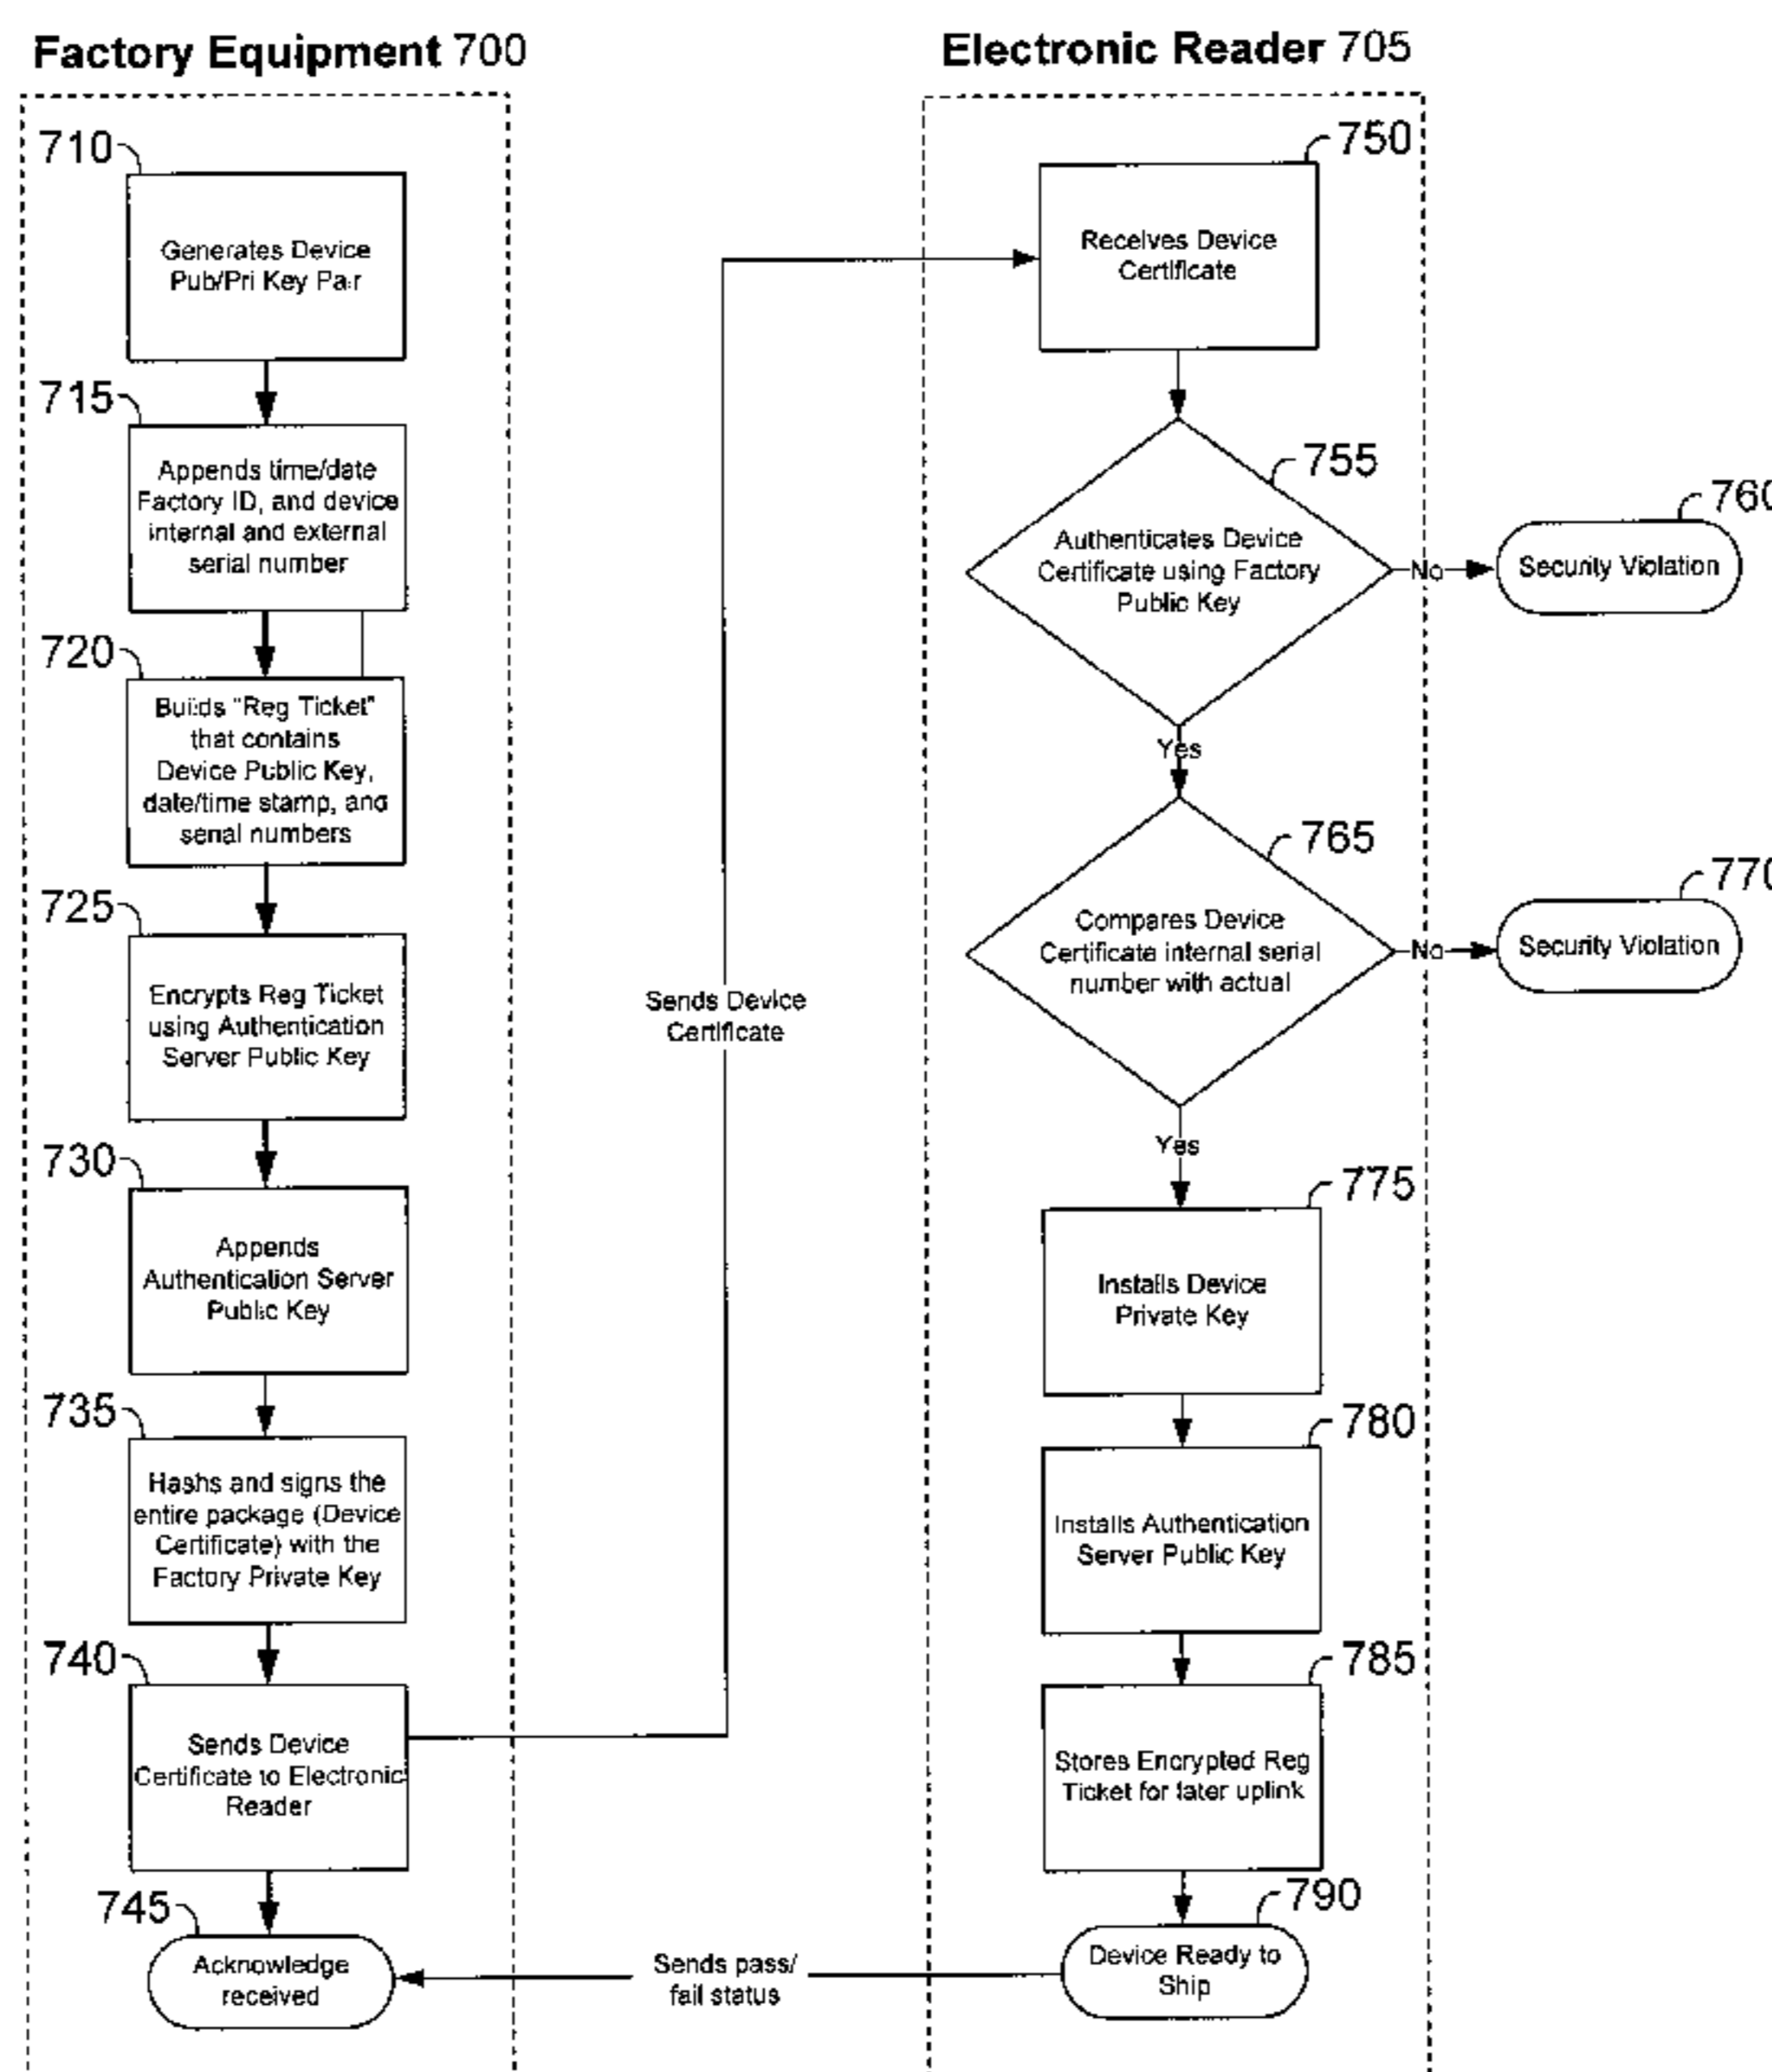 Factory Equipment 700
710
Generates Device
Pub/Pri Key Pair
715
Appends time/date
Factory ID, and device
internal and external
serial number
720
Builds "Reg Ticket"
that contains
Device Public Key,
date/time stamp, and
serial numbers
725
Encrypts Reg Ticket
using Authentication
Server Public Key
730
Appends
Authentication Server
Public Key
735
Hashs and signs the
entire package (Device
Certificate) with the
Factory Private Key
740
Sends Device
Certificate to Electronic
Reader
745
Acknowledge
received
Sends Device
Certificate
Sends pass/
fail status
Electronic Reader 705
750
Receives Device
Certificate
755
Authenticates Device
Certificate using Factory
Public Key
No
760
Security Violation
Yes
765
Compares Device
Certificate internal serial
number with actual
No
770
Security Violation
Yes
775
Installs Device
Private Key
780
Installs Authentication
Server Public Key
785
Stores Encrypted Reg
Ticket for later uplink
790
Device Ready to
Ship